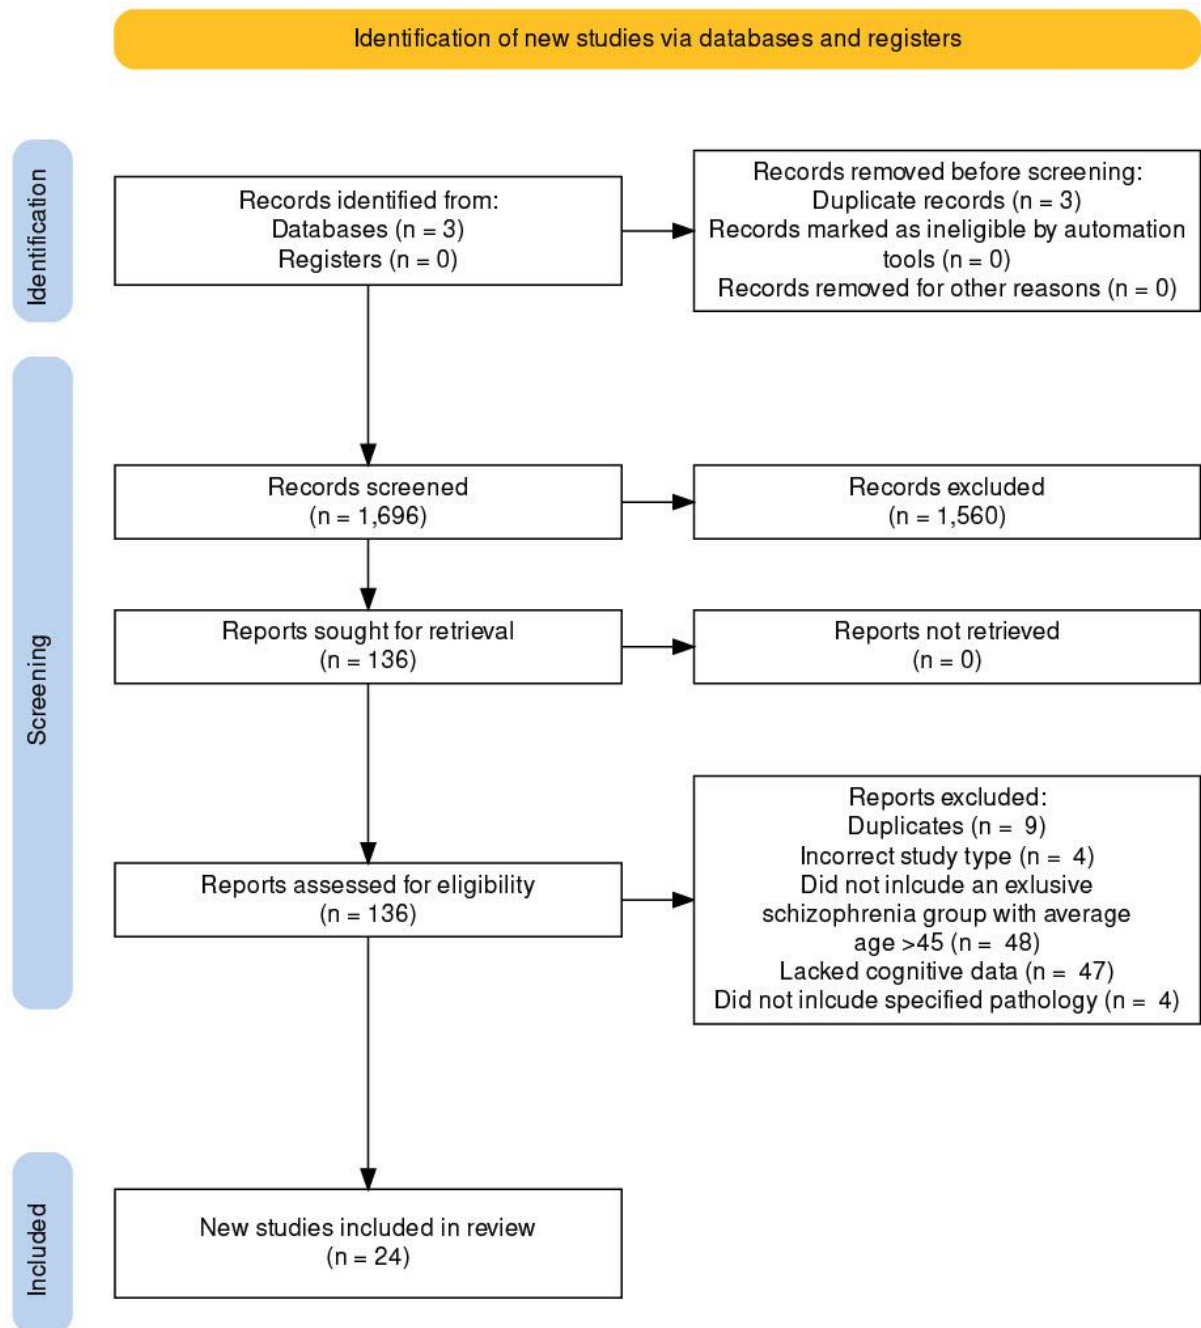 Identification of new studies via databases and registers
Identification
Records identified from:
Databases (n = 3)
Registers (n = 0)
Records removed before screening:
Duplicate records (n = 3)
Records marked as ineligible by automation
tools (n = 0)
Records removed for other reasons (n = 0)
Screening
Records screened
(n = 1,696)
Records excluded
(n = 1,560)
Reports sought for retrieval
(n = 136)
Reports not retrieved
(n = 0)
Reports assessed for eligibility
(n = 136)
Reports excluded:
Duplicates (n = 9)
Incorrect study type (n = 4)
Did not inlcude an exlusive
schizophrenia group with average
age >45 (n = 48)
Lacked cognitive data (n = 47)
Did not inlcude specified pathology (n = 4)
Included
New studies included in review
(n = 24)